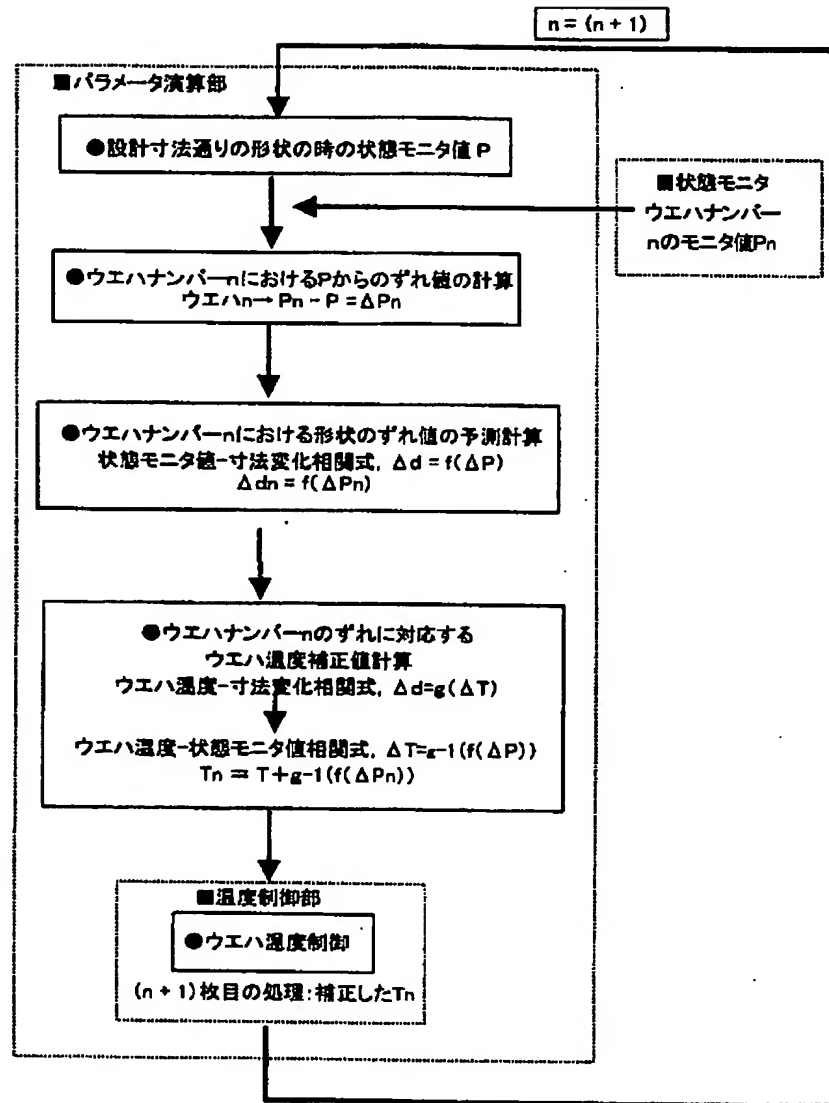 n = (n + 1)
■パラメータ演算部
●設計寸法通りの形状の時の状態モニタ値 P
■状態モニタ
ウエハナンバー
nのモニタ値Pn
●ウエハナンバーnにおけるPからのずれ値の計算
ウエハn→ Pn - P = ΔPn
●ウエハナンバーnにおける形状のずれ値の予測計算
状態モニタ値-寸法変化相関式, Δd = f(ΔP)
Δdn = f(ΔPn)
●ウエハナンバーnのずれに対応する
ウエハ温度補正値計算
ウエハ温度-寸法変化相関式, Δd=g(ΔT)
ウエハ温度-状態モニタ値相関式, ΔT=g-1(f(ΔP))
Tn = T+g-1(f(ΔPn))
■温度制御部
●ウエハ温度制御
(n + 1)枚目の処理:補正したTn